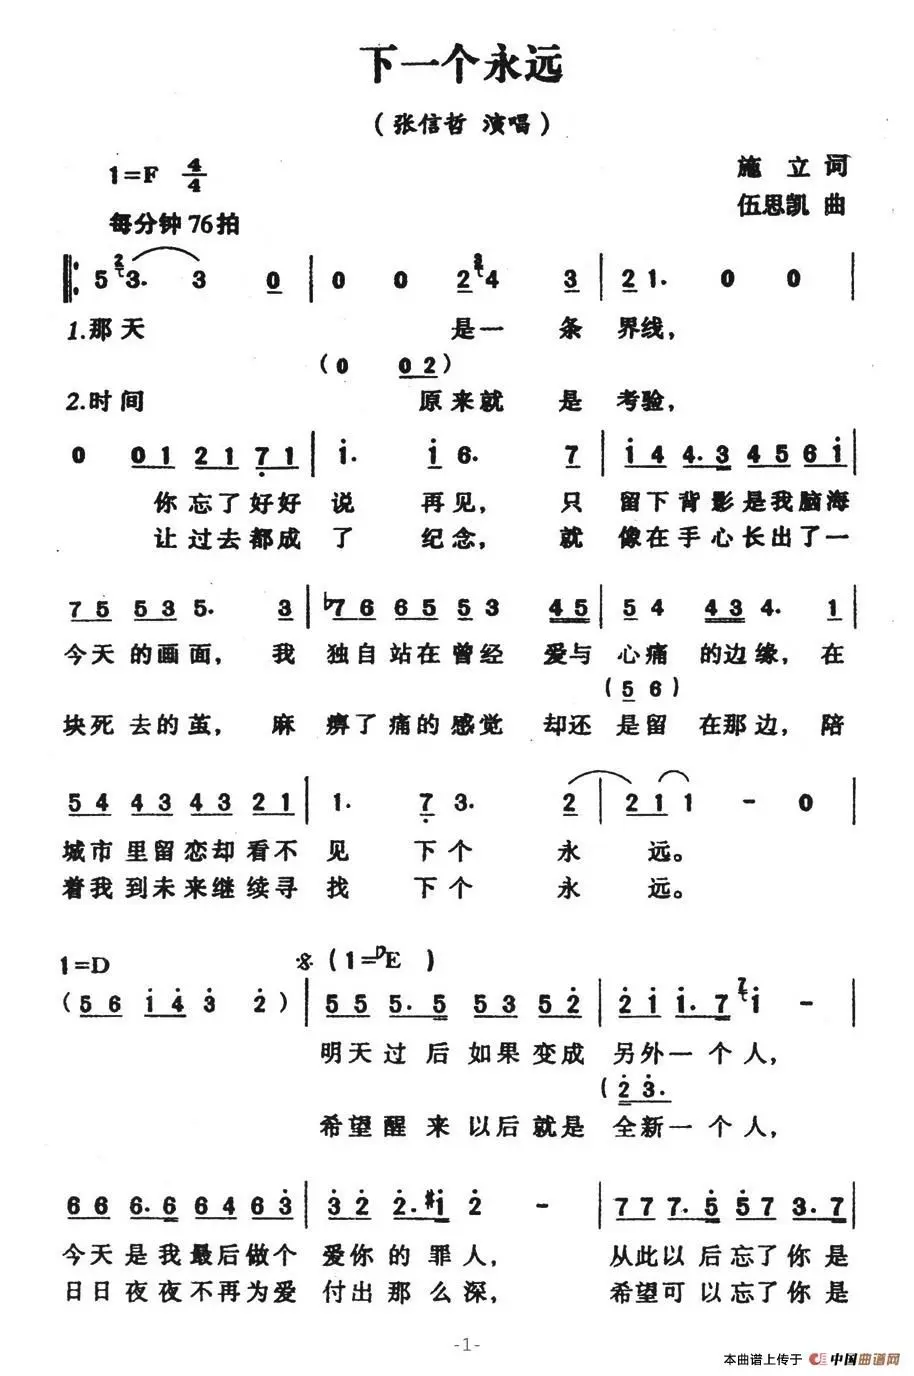 下一个永远
(张信哲 演唱)
1=F 4/4
施 立 词
每分钟76拍
伍思凯 曲
5 2 3. 3 0 | 0 0 2 3 4 3 | 2 1. 0 0 |
1.那 天 是一 条 界线,
(0 0 2)
2.时 间 原来就 是 考验,
0 0 1 2 1 7 1 | 1. 1 6. 7 | 1 4 4. 3 4 5 6 1
你 忘 了 好 好 说 再 见, 只 留 下 背 影 是 我 脑 海
让 过 去 都 成 了 纪 念, 就 像 在 手 心 长 出 了 一
7 5 5 3 5. 3 | ♭7 6 6 5 5 3 4 5 | 5 4 4 3 4. 1 |
今天 的画面, 我 独自站在曾经 爱与 心痛 的边缘, 在
(5 6)
块死 去的茧, 麻 痹了痛的感觉 却还 是留 在那边, 陪
5 4 4 3 4 3 2 1 | 1. 7 3. 2 | 2 1 1 - 0 |
城市 里留恋却看不 见 下个 永 远。
着我 到未来继续寻 找 下个 永 远。
1=D 𝄋 (1=♭E )
(5 6 1 4 3 2) | 5 5 5. 5 5 3 5 2 | 2 1 1. 7 7 1 - |
明天过后如果变成 另外一个人,
(2 3.
希望醒来以后就是 全新一个人,
6 6 6. 6 6 4 6 3 | 3 2 2. #1 2 - | 7 7 7. 5 5 7 3. 7
今天是我最后做个 爱你的罪人, 从此以后忘了你是
日日夜夜不再为爱 付出那么深, 希望可以忘了你是
-1-
本曲谱上传于 中国曲谱网